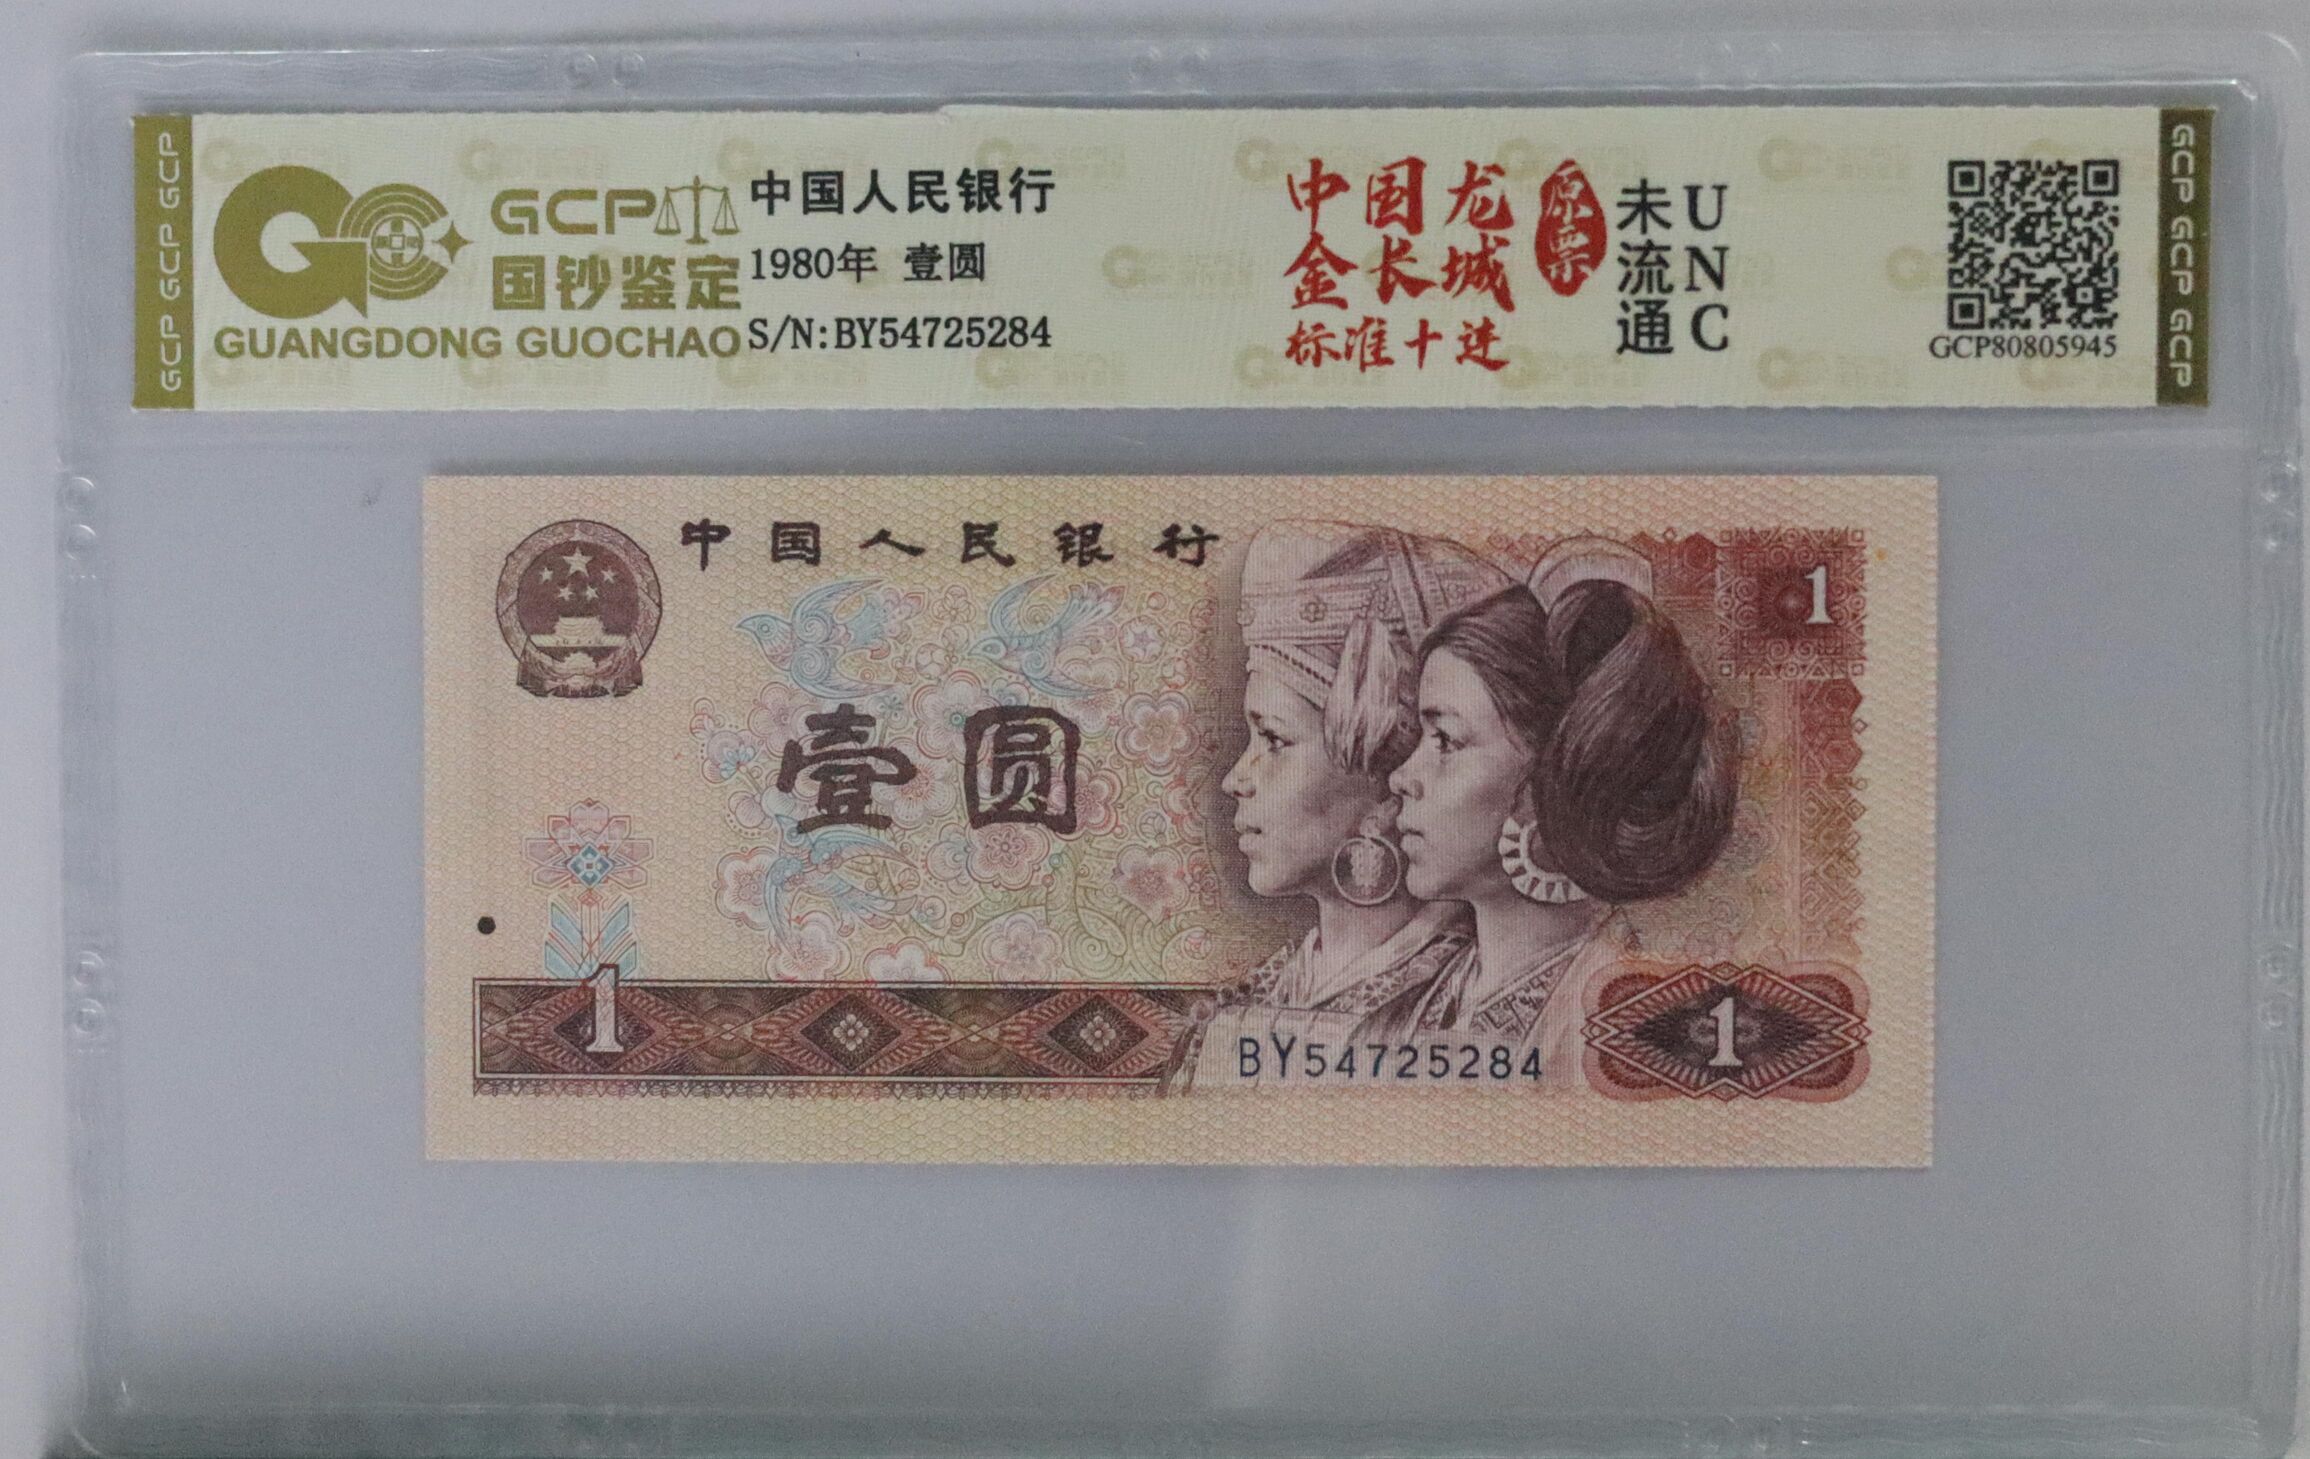 GCP GCP GCP
GCP
国钞鉴定
GUANGDONG GUOCHAO
中国人民银行
1980年 壹圆
S/N:BY54725284
中国龙
金长城
标准十连
原票
未流通
UNC
GCP80805945
GCP GCP GCP
中国人民银行
1
壹圆
1
BY54725284
1